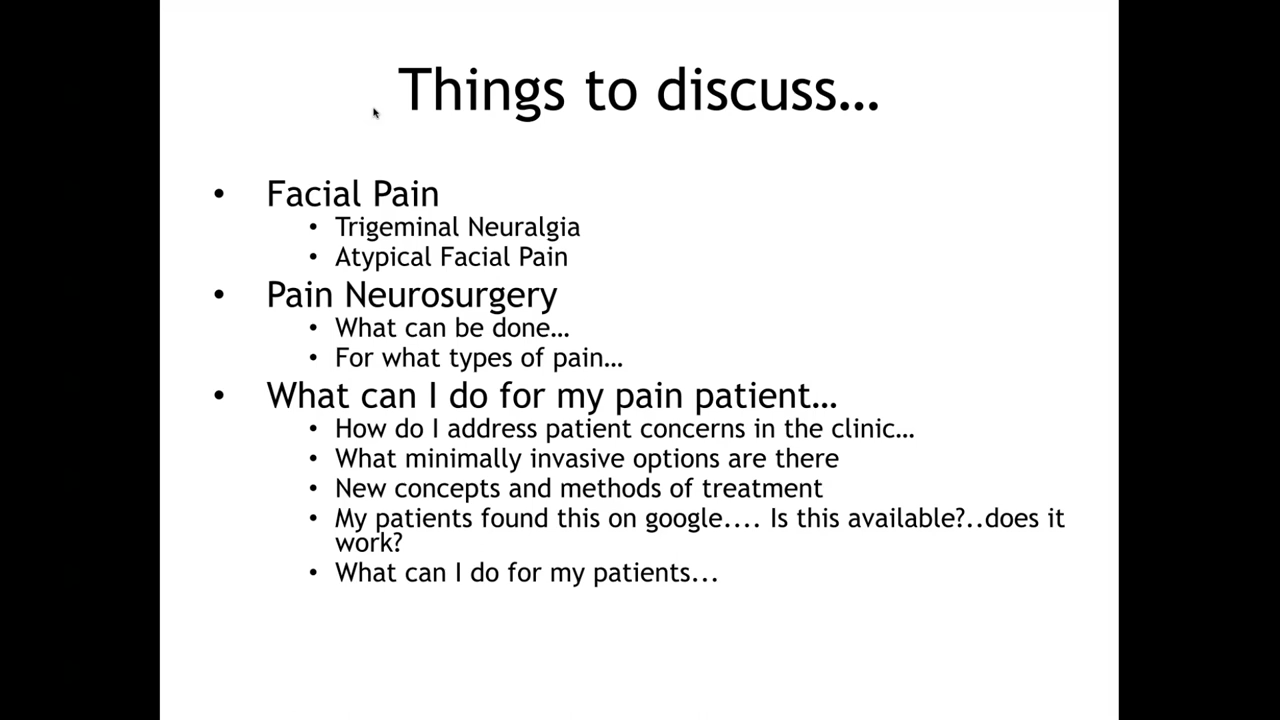 Things to discuss…
• Facial Pain
• Trigeminal Neuralgia
• Atypical Facial Pain
• Pain Neurosurgery
• What can be done…
• For what types of pain…
• What can I do for my pain patient…
• How do I address patient concerns in the clinic…
• What minimally invasive options are there
• New concepts and methods of treatment
• My patients found this on google.... Is this available?..does it
work?
• What can I do for my patients...